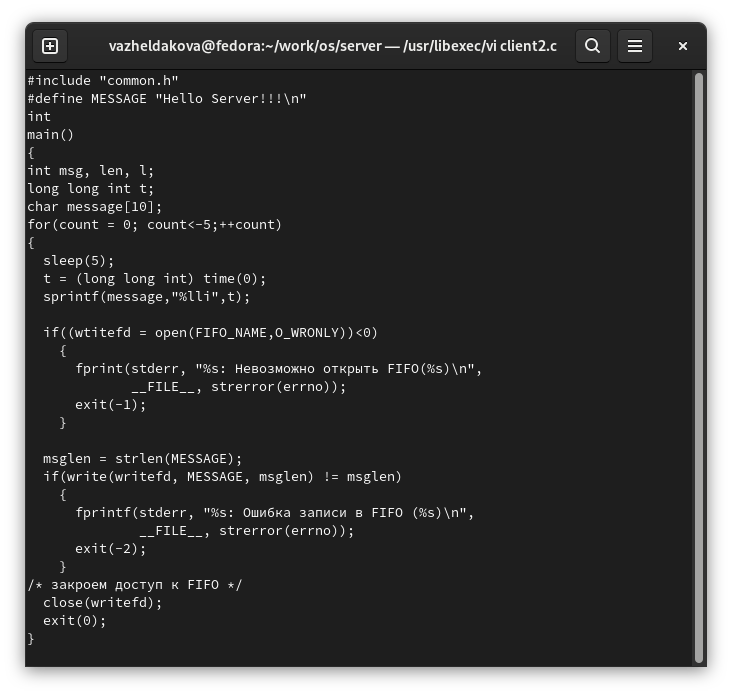 vazheldakova@fedora:~/work/os/server — /usr/libexec/vi client2.c
#include "common.h"
#define MESSAGE "Hello Server!!!\n"
int
main()
{
int msg, len, l;
long long int t;
char message[10];
for(count = 0; count<-5;++count)
{
  sleep(5);
  t = (long long int) time(0);
  sprintf(message,"%lli",t);

  if((wtitefd = open(FIFO_NAME,O_WRONLY))<0)
    {
      fprint(stderr, "%s: Невозможно открыть FIFO(%s)\n",
             __FILE__, strerror(errno));
      exit(-1);
    }

  msglen = strlen(MESSAGE);
  if(write(writefd, MESSAGE, msglen) != msglen)
    {
      fprintf(stderr, "%s: Ошибка записи в FIFO (%s)\n",
              __FILE__, strerror(errno));
      exit(-2);
    }
/* закроем доступ к FIFO */
  close(writefd);
  exit(0);
}